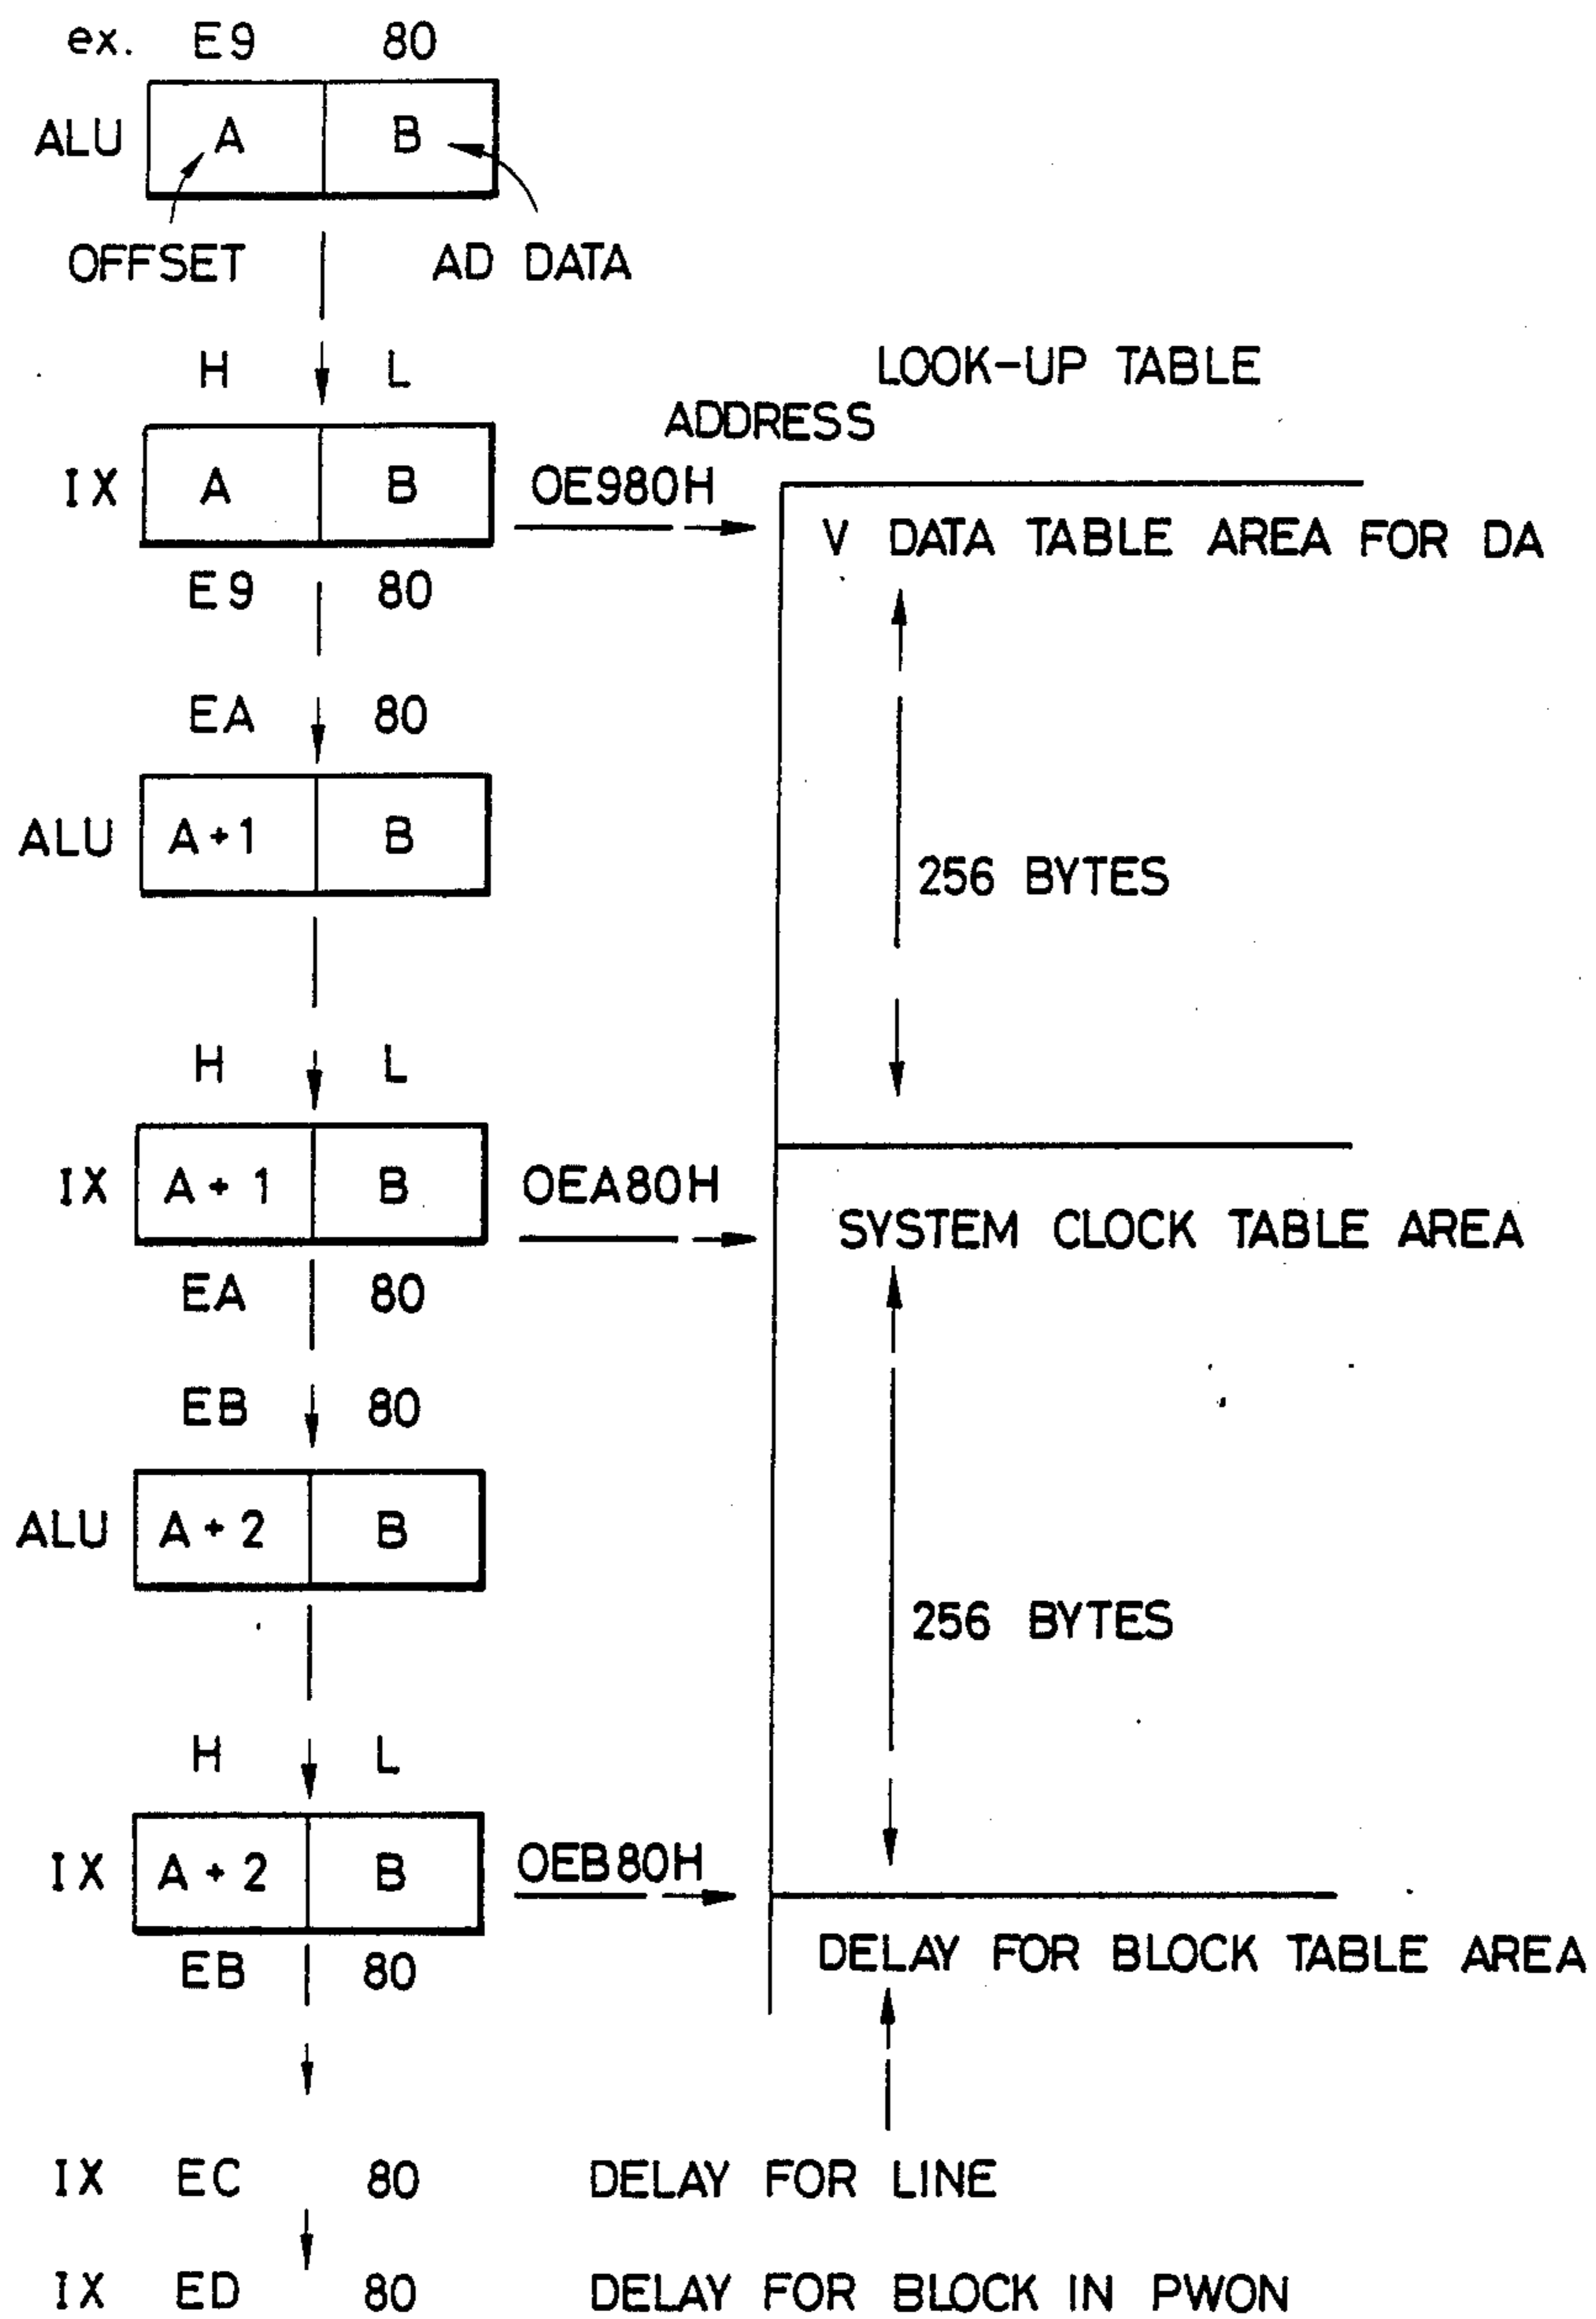 ex. E9 80
ALU A B
OFFSET AD DATA
H L
LOOK-UP TABLE
ADDRESS
IX A B OE980H
V DATA TABLE AREA FOR DA
E9 80
EA 80
ALU A+1 B
256 BYTES
H L
IX A+1 B OEA80H
SYSTEM CLOCK TABLE AREA
EA 80
EB 80
ALU A+2 B
256 BYTES
H L
IX A+2 B OEB80H
DELAY FOR BLOCK TABLE AREA
EB 80
IX EC 80 DELAY FOR LINE
IX ED 80 DELAY FOR BLOCK IN PWON